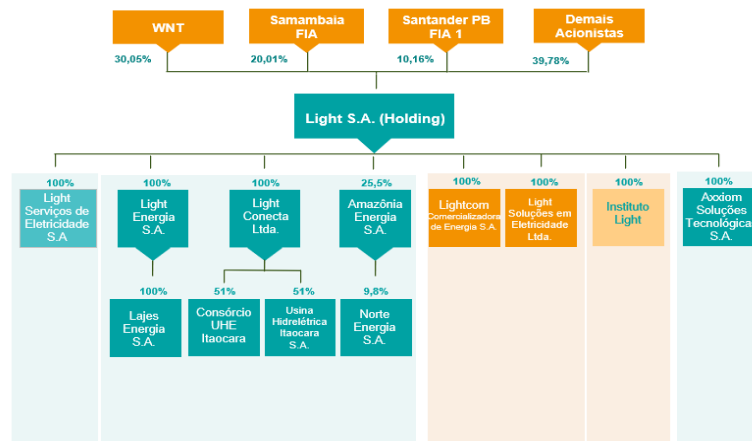 WNT
Samambaia
FIA
Santander PB
FIA 1
Demais
Acionistas
30,05%
20,01%
10,16%
39,78%
Light S.A. (Holding)
100%
100%
100%
25,5%
100%
100%
100%
100%
Light
Serviços de
Eletricidade
S.A
Light
Energia
S.A.
Light
Conecta
Ltda.
Amazônia
Energia
S.A.
Lightcom
Comercializadora
de Energia S.A.
Light
Soluções em
Eletricidade
Ltda.
Instituto
Light
Axxiom
Soluções
Tecnológicas
S.A.
100%
51%
51%
9,8%
Lajes
Energia
S.A.
Consórcio
UHE
Itaocara
Usina
Hidrelétrica
Itaocara
S.A.
Norte
Energia
S.A.